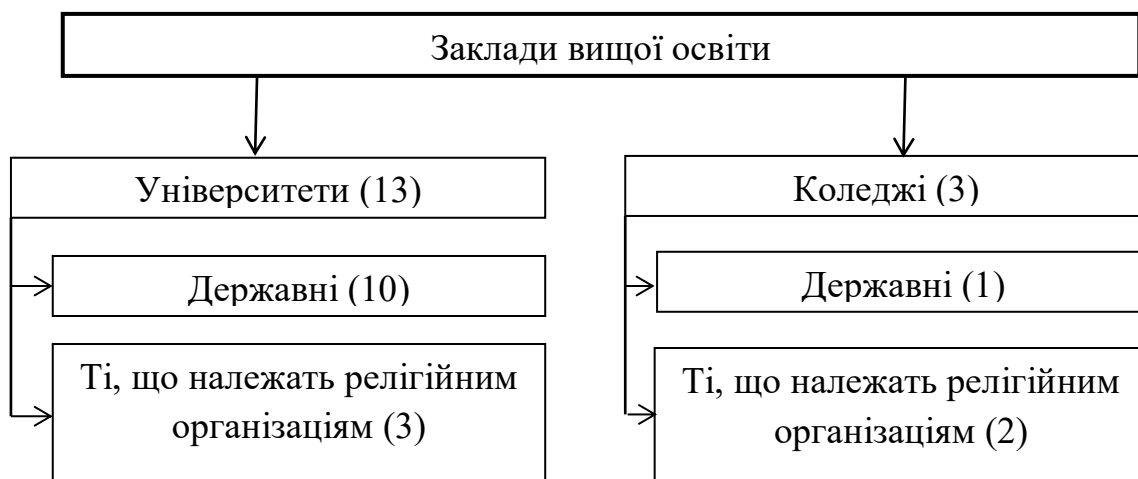 Заклади вищої освіти
Університети (13)
Державні (10)
Ті, що належать релігійним
організаціям (3)
Коледжі (3)
Державні (1)
Ті, що належать релігійним
організаціям (2)